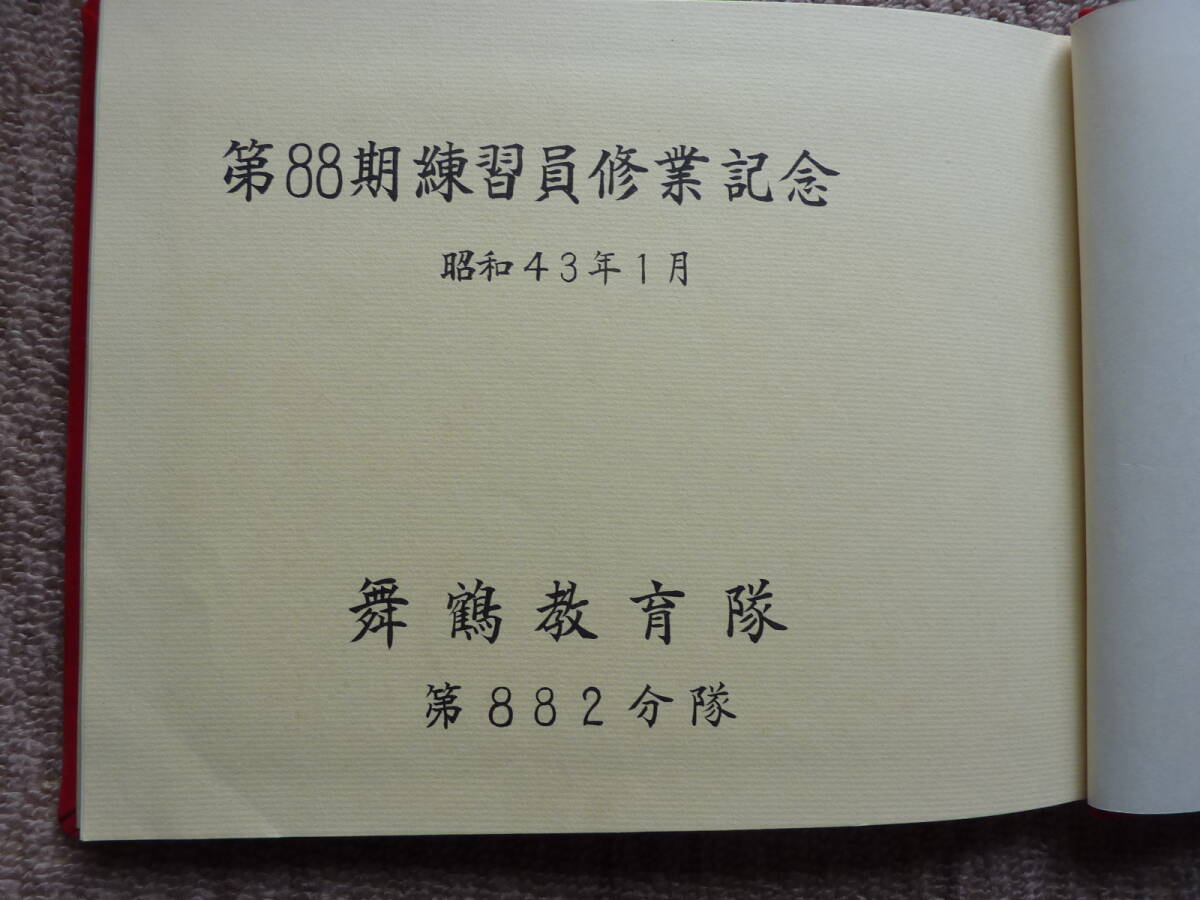 第88期練習員修業記念
昭和43年1月
舞鶴教育隊
第882分隊